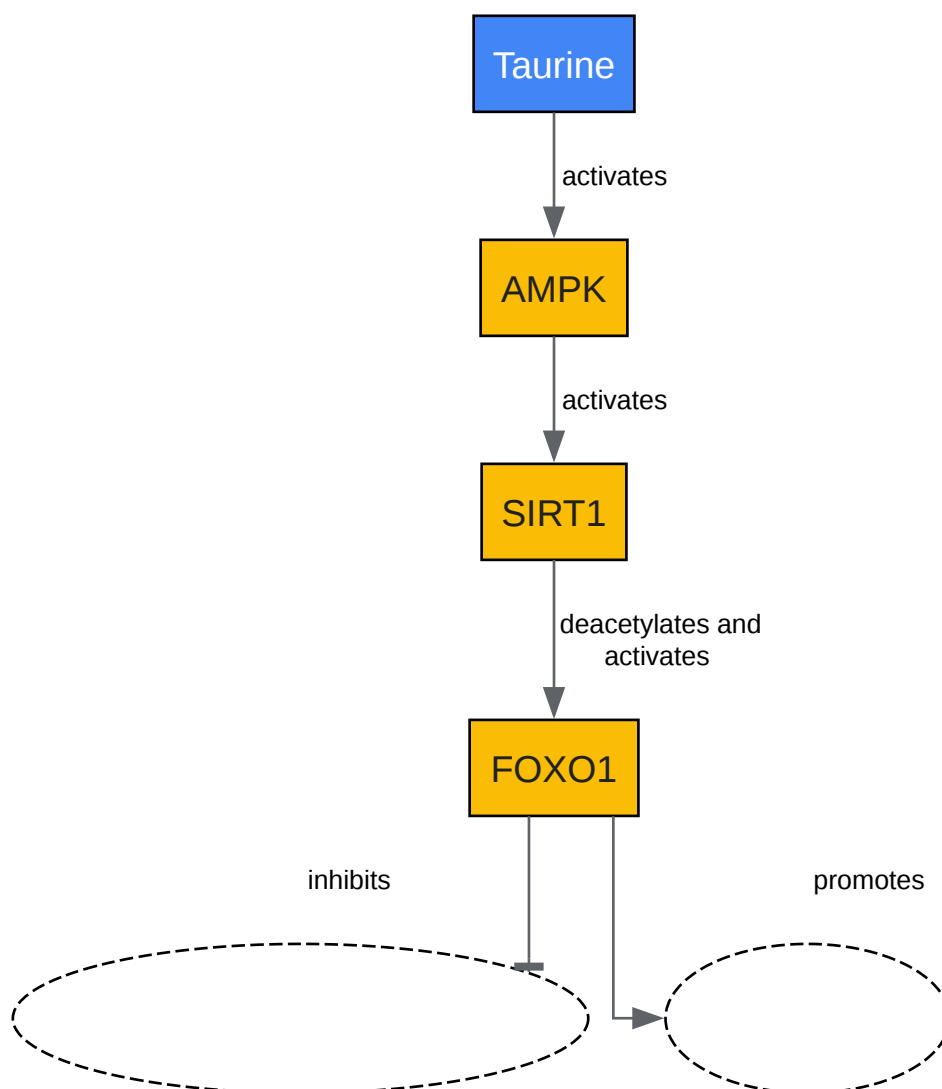 Taurine
activates
AMPK
activates
SIRT1
deacetylates and
activates
FOXO1
inhibits
promotes